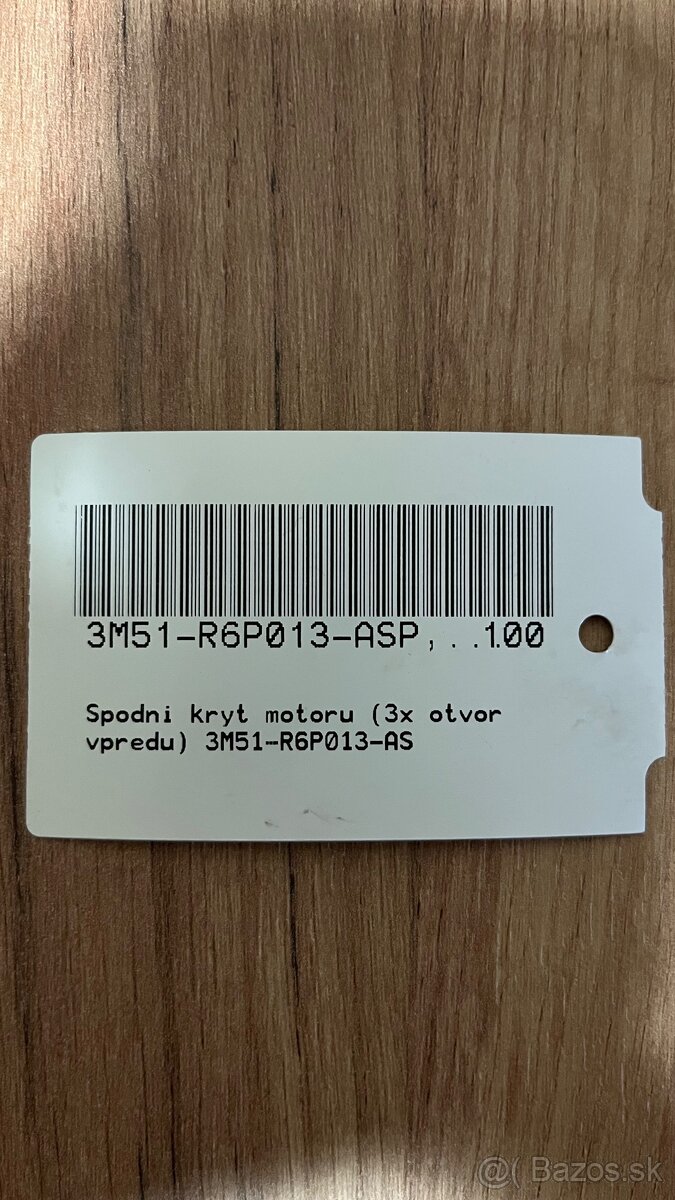 3M51-R6P013-ASP, . . 1.00
Spodni kryt motoru (3x otvor
vpredu) 3M51-R6P013-AS
@( Bazos.sk